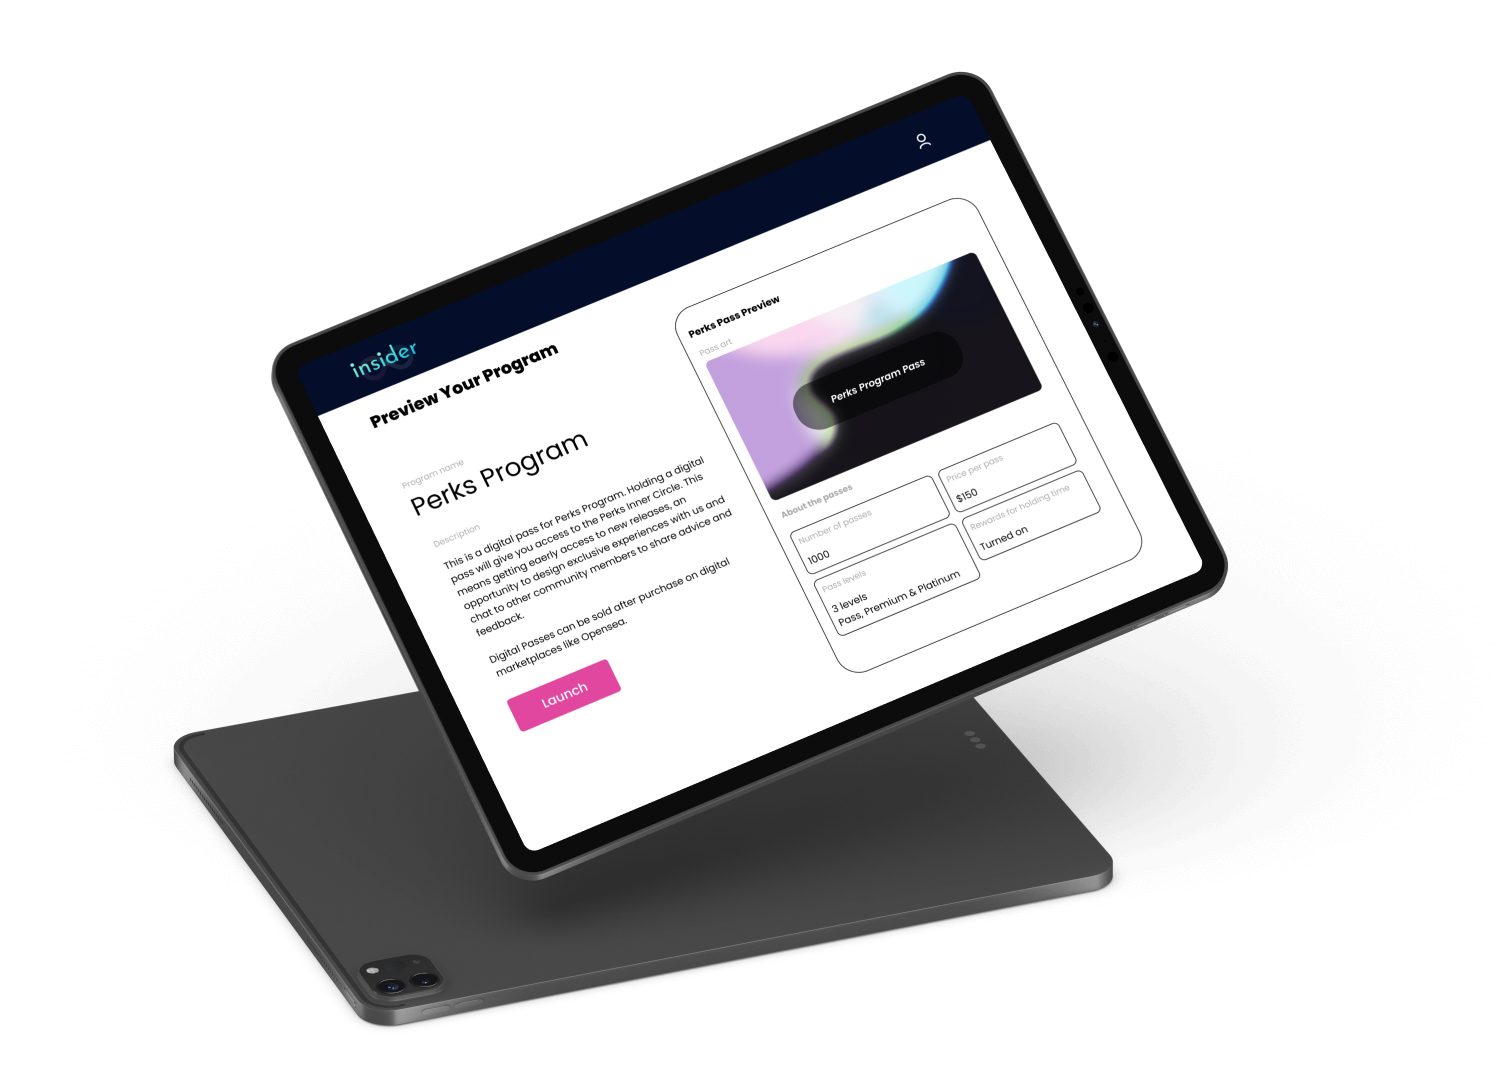 insider
Preview Your Program
Program name
Perks Program
Description
This is a digital pass for Perks Program. Holding a digital
pass will give you access to the Perks Inner Circle. This
means getting eaerly access to new releases, an
opportunity to design exclusive experiences with us and
chat to other community members to share advice and
feedback.
Digital Passes can be sold after purchase on digital
marketplaces like Opensea.
Launch
Perks Pass Preview
Pass art
Perks Program Pass
About the passes
Number of passes
1000
Price per pass
$150
Pass levels
3 levels
Pass, Premium & Platinum
Rewards for holding time
Turned on